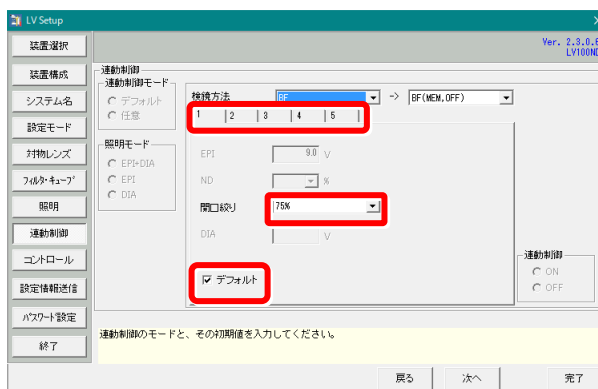 LV Setup
Ver. 2.3.0.6
LV100ND
装置選択
装置構成
システム名
設定モード
対物レンズ
フィルタ・キューブ
照明
連動制御
コントロール
設定情報送信
パスワード設定
終了
連動制御
連動制御モード
デフォルト
任意
照明モード
EPI+DIA
EPI
DIA
検鏡方法 BF -> BF(MEM.OFF)
1 2 3 4 5
EPI 9.0 V
ND %
開口絞り 75%
DIA V
デフォルト
連動制御
ON
OFF
連動制御のモードと、その初期値を入力してください。
戻る 次へ 完了